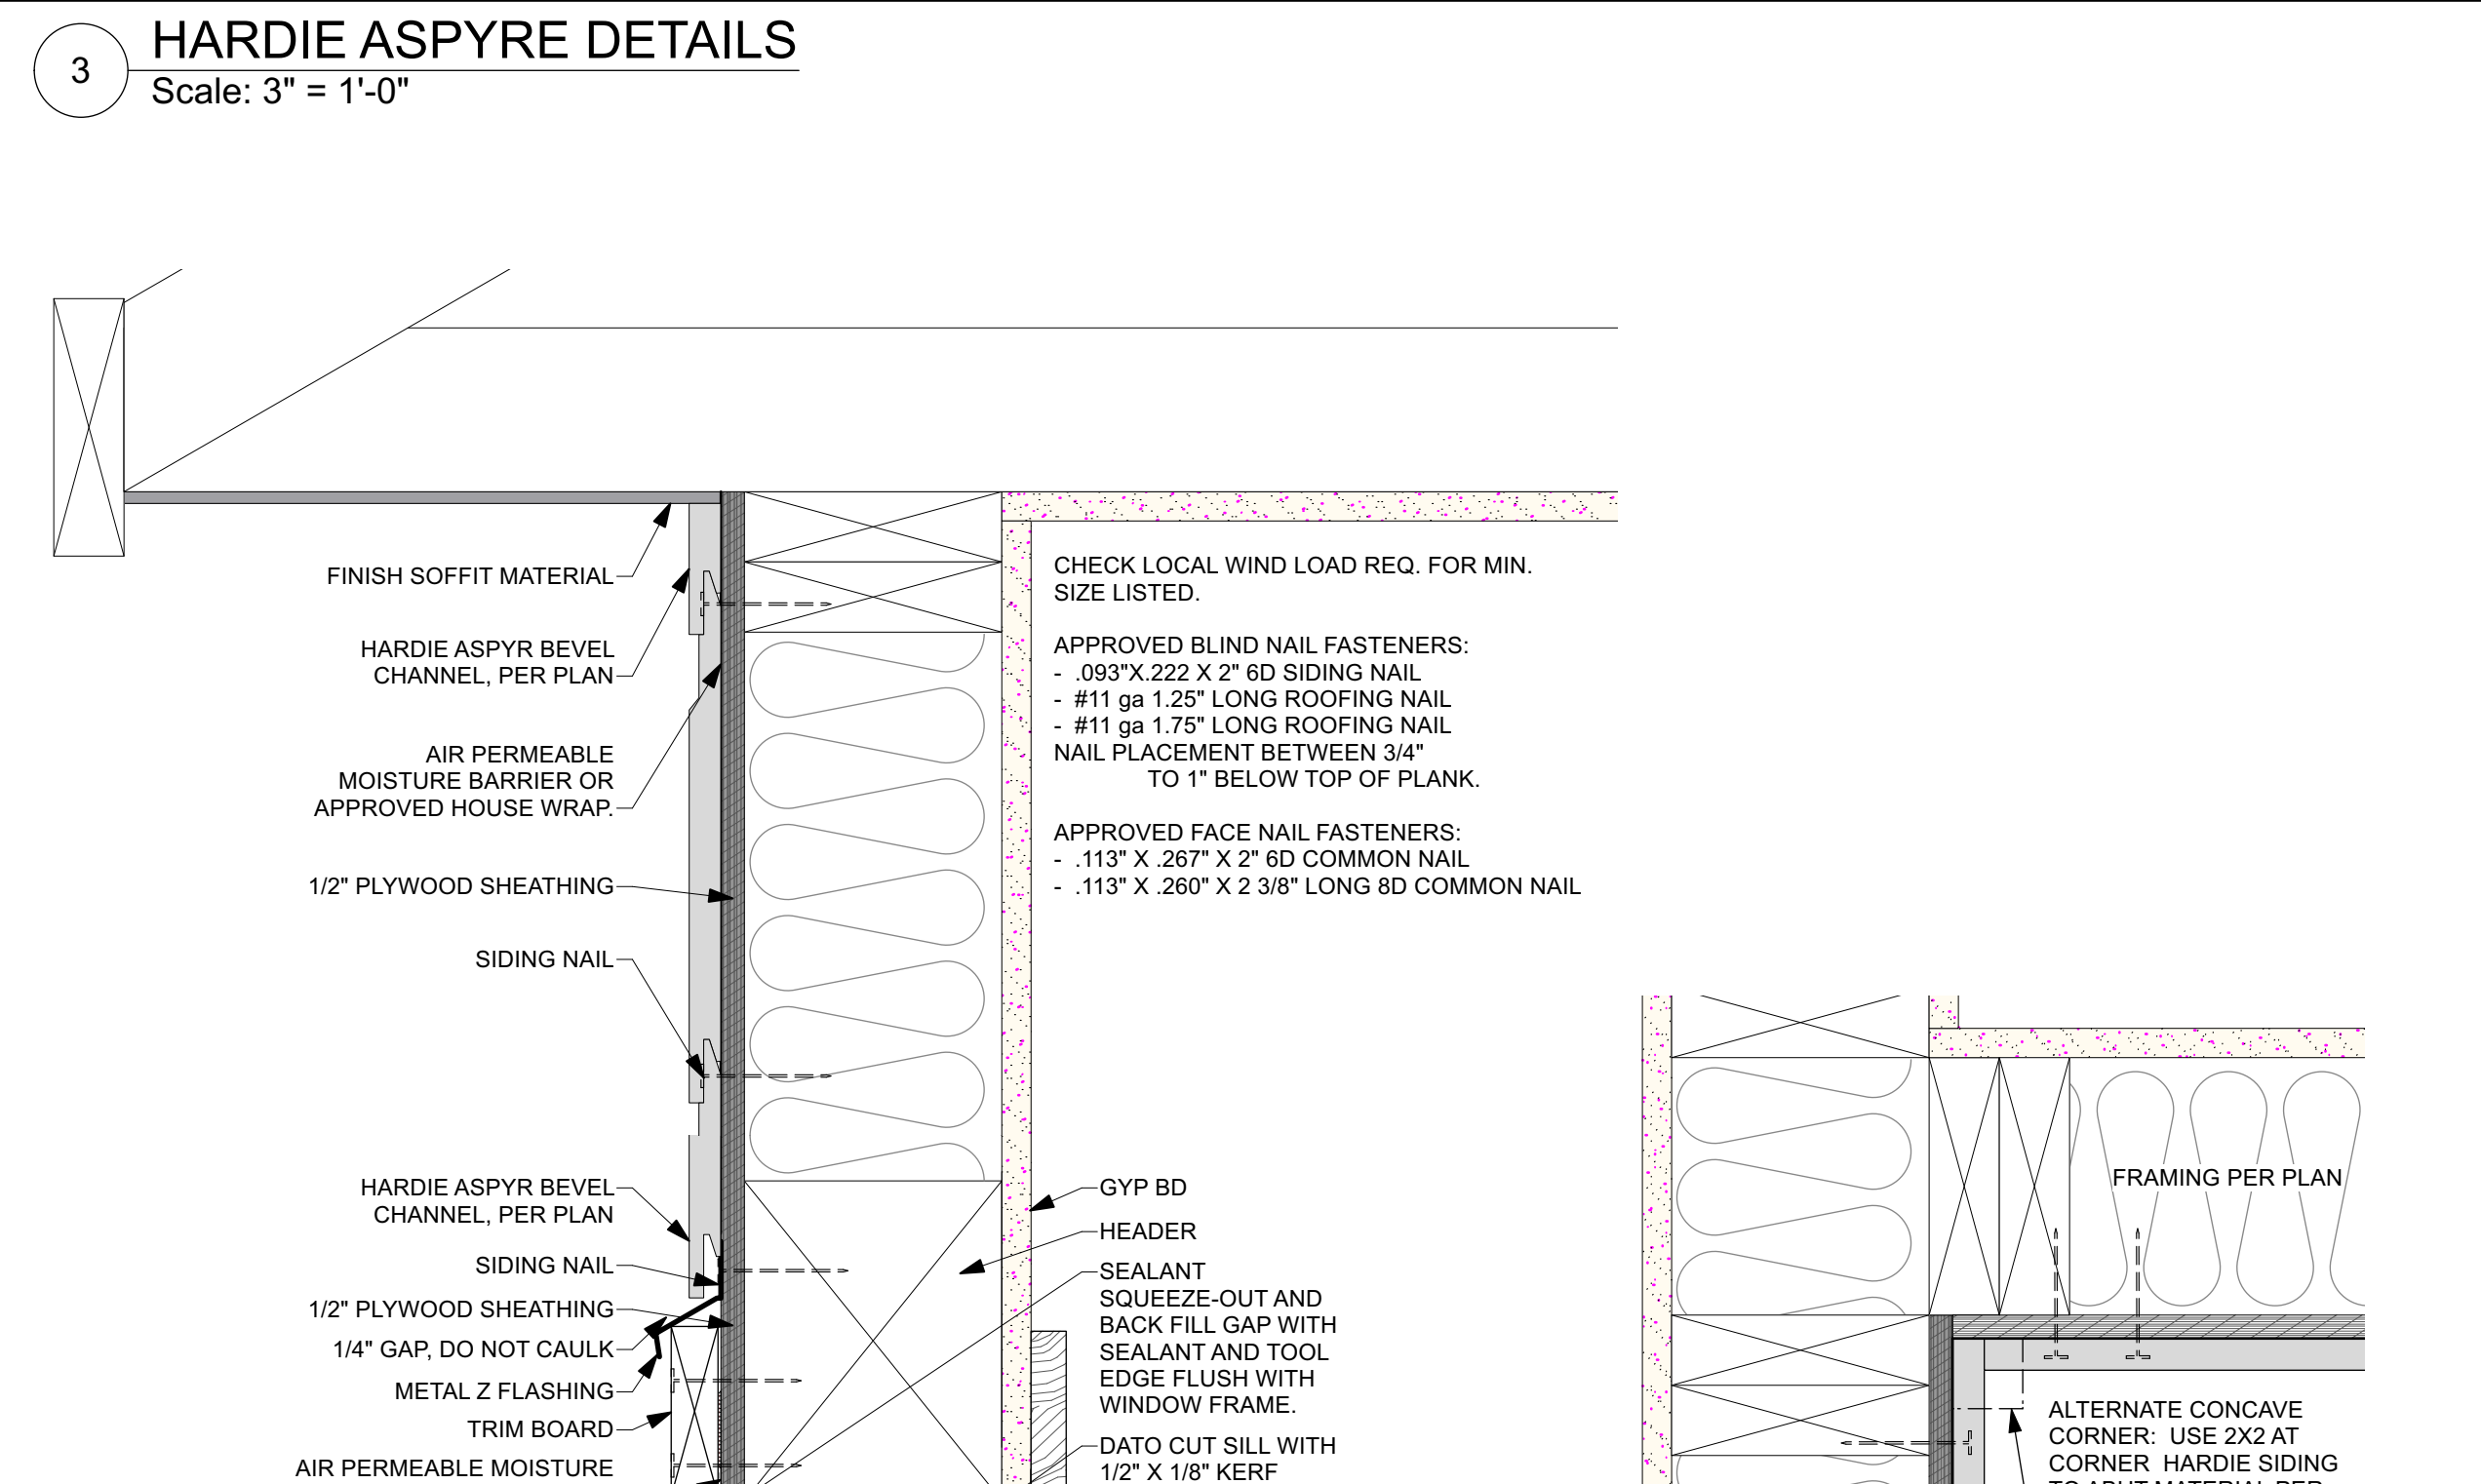 3
HARDIE ASPYRE DETAILS
Scale: 3" = 1'-0"
FINISH SOFFIT MATERIAL
HARDIE ASPYR BEVEL
CHANNEL, PER PLAN
AIR PERMEABLE
MOISTURE BARRIER OR
APPROVED HOUSE WRAP.
1/2" PLYWOOD SHEATHING
SIDING NAIL
HARDIE ASPYR BEVEL
CHANNEL, PER PLAN
SIDING NAIL
1/2" PLYWOOD SHEATHING
1/4" GAP, DO NOT CAULK
METAL Z FLASHING
TRIM BOARD
AIR PERMEABLE MOISTURE
CHECK LOCAL WIND LOAD REQ. FOR MIN.
SIZE LISTED.
APPROVED BLIND NAIL FASTENERS:
- .093"X.222 X 2" 6D SIDING NAIL
- #11 ga 1.25" LONG ROOFING NAIL
- #11 ga 1.75" LONG ROOFING NAIL
NAIL PLACEMENT BETWEEN 3/4"
TO 1" BELOW TOP OF PLANK.
APPROVED FACE NAIL FASTENERS:
- .113" X .267" X 2" 6D COMMON NAIL
- .113" X .260" X 2 3/8" LONG 8D COMMON NAIL
GYP BD
HEADER
SEALANT
SQUEEZE-OUT AND
BACK FILL GAP WITH
SEALANT AND TOOL
EDGE FLUSH WITH
WINDOW FRAME.
DATO CUT SILL WITH
1/2" X 1/8" KERF
FRAMING PER PLAN
ALTERNATE CONCAVE
CORNER: USE 2X2 AT
CORNER HARDIE SIDING
TO ABUT MATERIAL PER